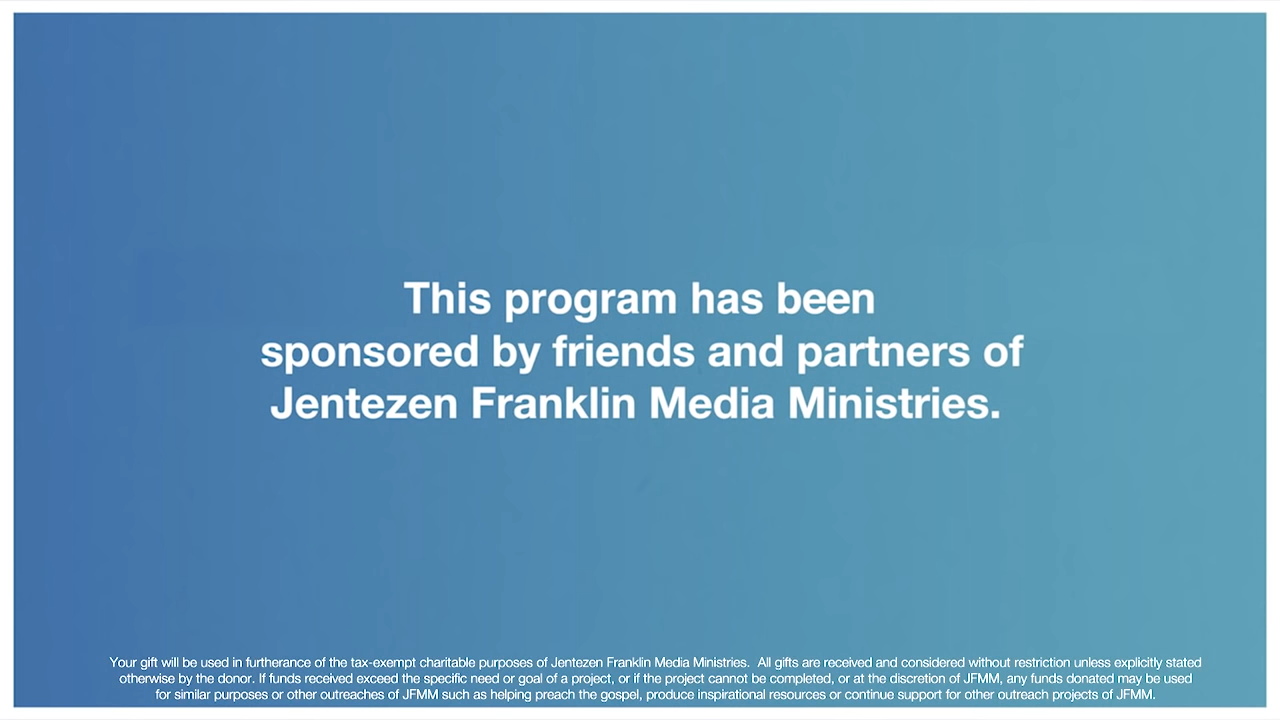 This program has been
sponsored by friends and partners of
Jentezen Franklin Media Ministries.
Your gift will be used in furtherance of the tax-exempt charitable purposes of Jentezen Franklin Media Ministries.  All gifts are received and considered without restriction unless explicitly stated
otherwise by the donor. If funds received exceed the specific need or goal of a project, or if the project cannot be completed, or at the discretion of JFMM, any funds donated may be used
for similar purposes or other outreaches of JFMM such as helping preach the gospel, produce inspirational resources or continue support for other outreach projects of JFMM.